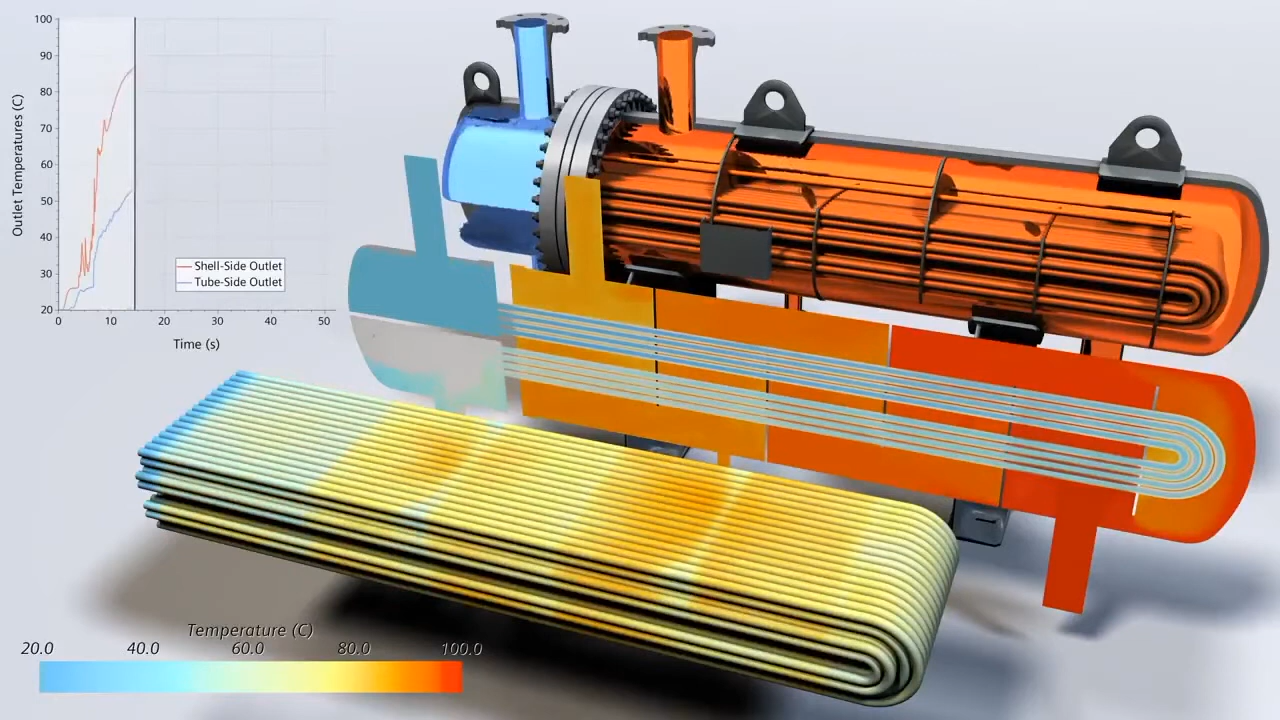 100
90
80
70
60
50
40
30
20
Outlet Temperatures (C)
0 10 20 30 40 50
Time (s)
Shell-Side Outlet
Tube-Side Outlet
Temperature (C)
20.0 40.0 60.0 80.0 100.0